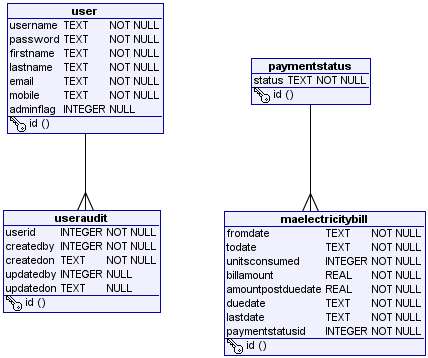 user
username TEXT NOT NULL
password TEXT NOT NULL
firstname TEXT NOT NULL
lastname TEXT NOT NULL
email TEXT NOT NULL
mobile TEXT NOT NULL
adminflag INTEGER NULL
id ()
paymentstatus
status TEXT NOT NULL
id ()
useraudit
userid INTEGER NOT NULL
createdby INTEGER NOT NULL
createdon TEXT NOT NULL
updatedby INTEGER NULL
updatedon TEXT NULL
id ()
maelectricitybill
fromdate TEXT NOT NULL
todate TEXT NOT NULL
unitsconsumed INTEGER NOT NULL
billamount REAL NOT NULL
amountpostduedate REAL NOT NULL
duedate TEXT NOT NULL
lastdate TEXT NOT NULL
paymentstatusid INTEGER NOT NULL
id ()